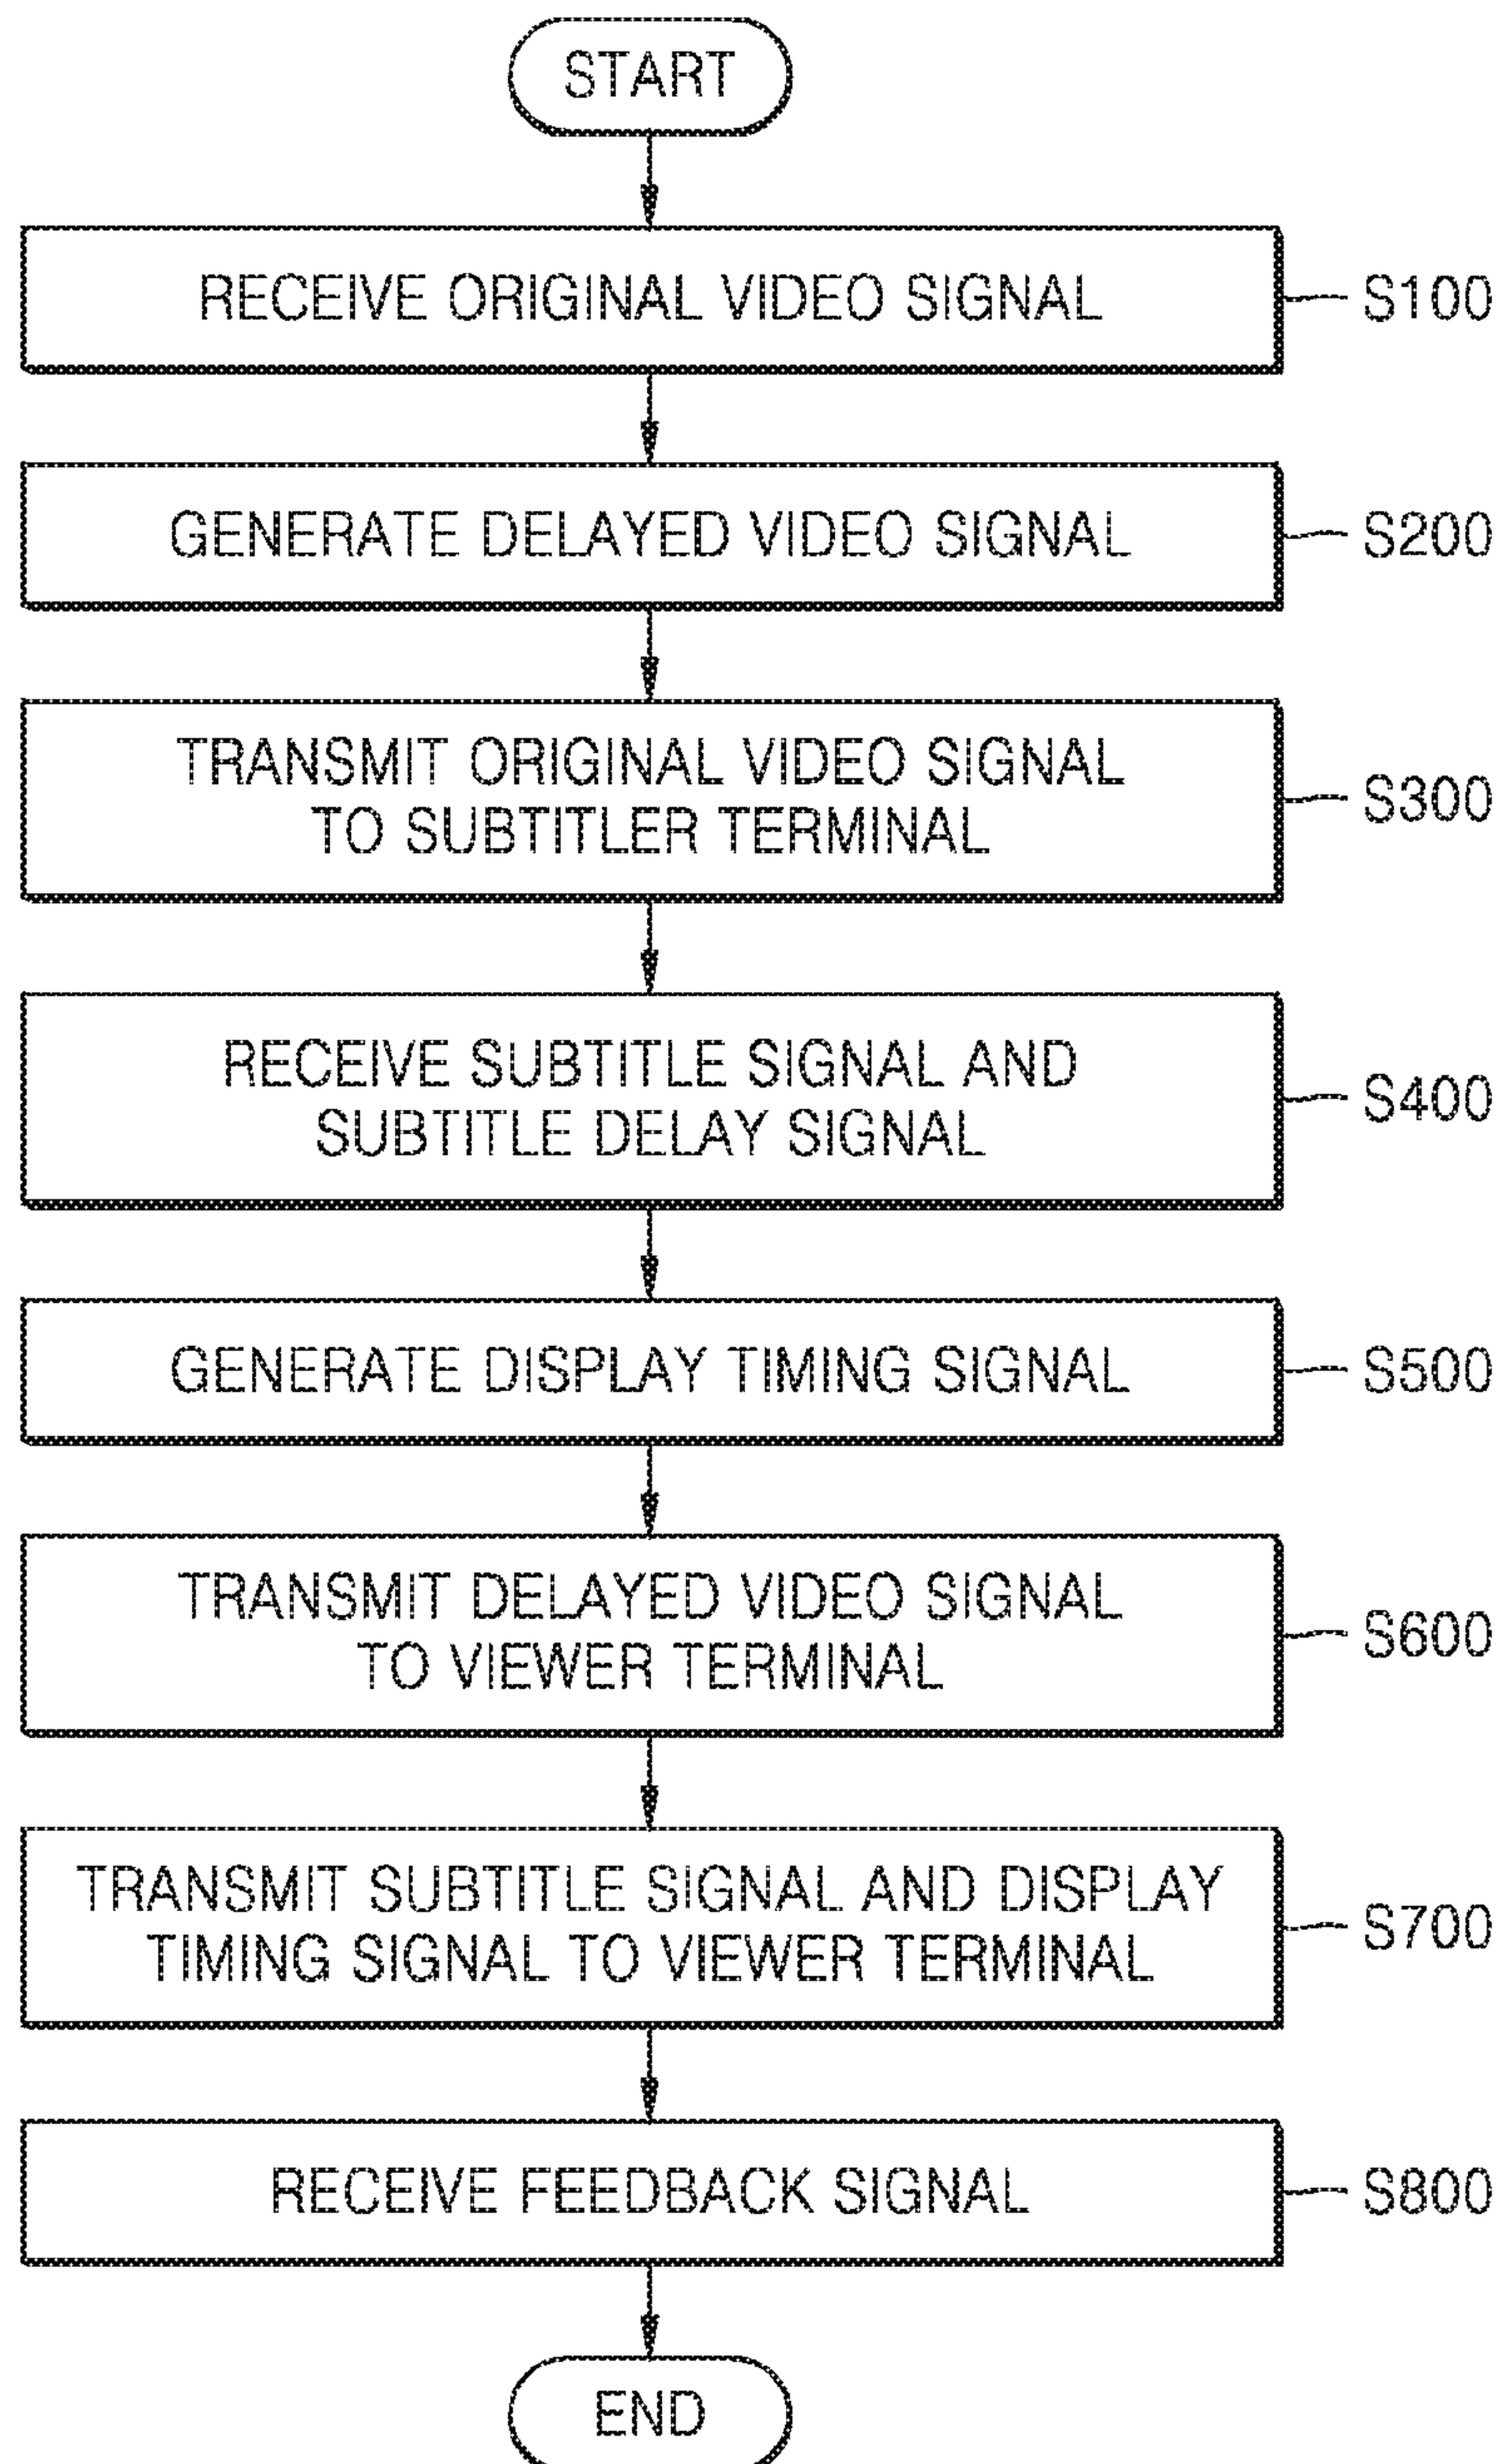 START
RECEIVE ORIGINAL VIDEO SIGNAL
S100
GENERATE DELAYED VIDEO SIGNAL
S200
TRANSMIT ORIGINAL VIDEO SIGNAL
TO SUBTITLER TERMINAL
S300
RECEIVE SUBTITLE SIGNAL AND
SUBTITLE DELAY SIGNAL
S400
GENERATE DISPLAY TIMING SIGNAL
S500
TRANSMIT DELAYED VIDEO SIGNAL
TO VIEWER TERMINAL
S600
TRANSMIT SUBTITLE SIGNAL AND DISPLAY
TIMING SIGNAL TO VIEWER TERMINAL
S700
RECEIVE FEEDBACK SIGNAL
S800
END